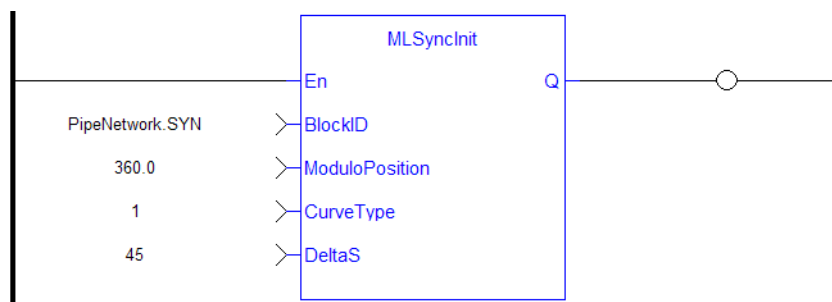 MLSyncInit
En Q
PipeNetwork.SYN BlockID
360.0 ModuloPosition
1 CurveType
45 DeltaS